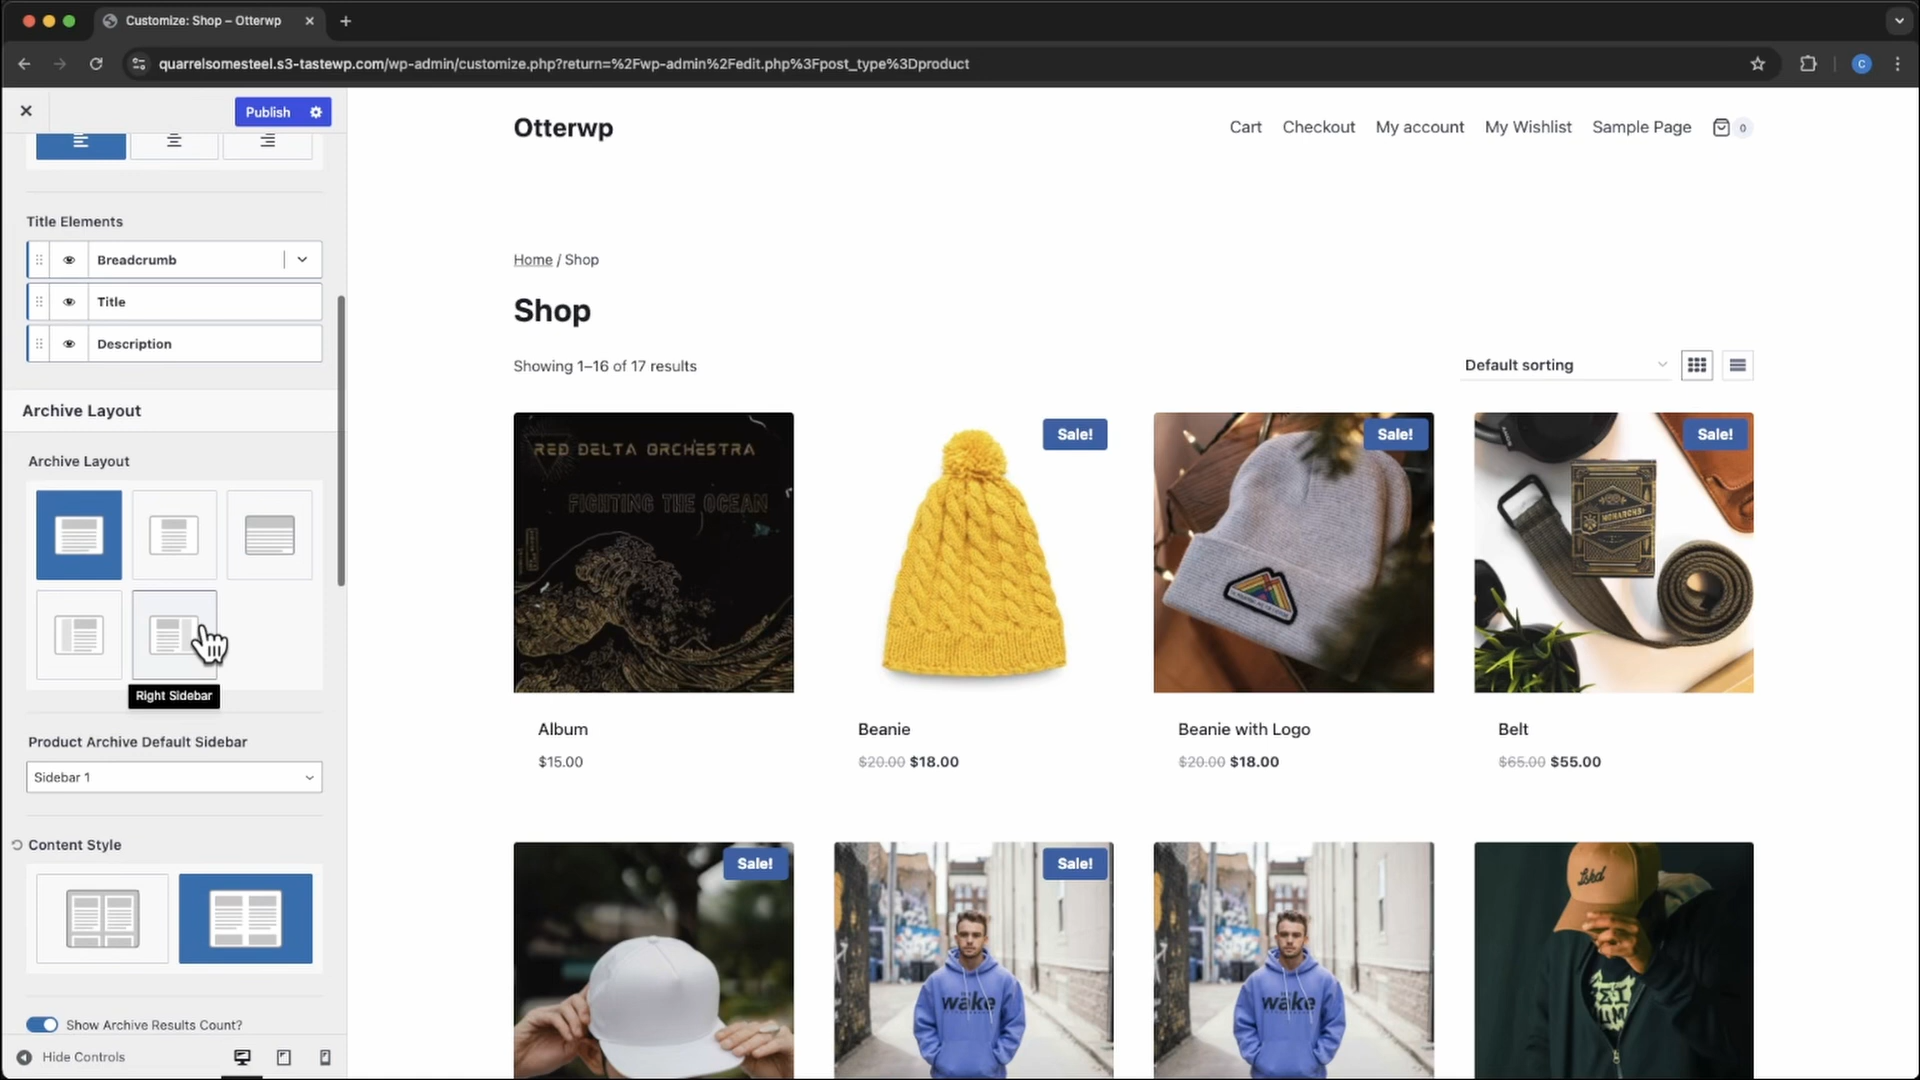 Customize: Shop – Otterwp
quarrelsomesteel.s3-tastewp.com/wp-admin/customize.php?return=%2Fwp-admin%2Fedit.php%3Fpost_type%3Dproduct
C
Publish
Title Elements
Breadcrumb
Title
Description
Archive Layout
Archive Layout
Right Sidebar
Product Archive Default Sidebar
Sidebar 1
Content Style
Show Archive Results Count?
Hide Controls
Otterwp
Cart
Checkout
My account
My Wishlist
Sample Page
0
Home / Shop
Shop
Showing 1–16 of 17 results
Default sorting
RED DELTA ORCHESTRA
FIGHTING THE OCEAN
Sale!
Sale!
MONARCHS
Sale!
Album
$15.00
Beanie
$20.00 $18.00
Beanie with Logo
$20.00 $18.00
Belt
$65.00 $55.00
Sale!
Sale!
wake
wake